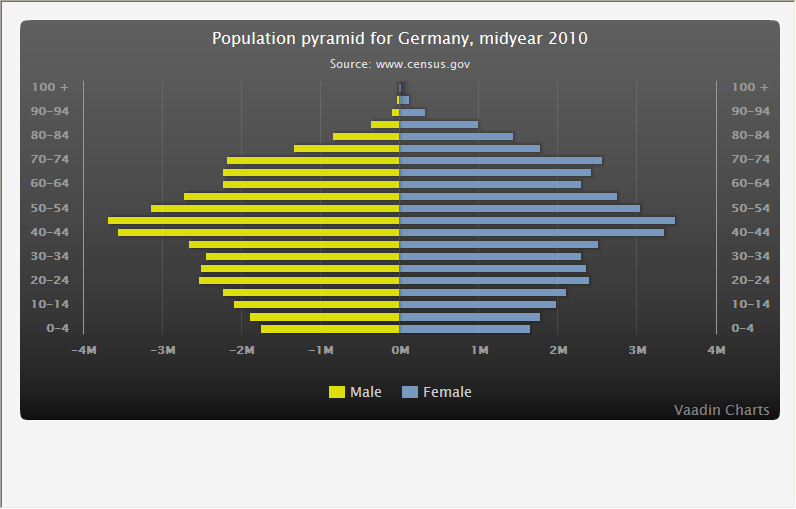 Population pyramid for Germany, midyear 2010
Source: www.census.gov
100 + 100 +
90-94 90-94
80-84 80-84
70-74 70-74
60-64 60-64
50-54 50-54
40-44 40-44
30-34 30-34
20-24 20-24
10-14 10-14
0-4 0-4
-4M -3M -2M -1M 0M 1M 2M 3M 4M
Male Female
Vaadin Charts